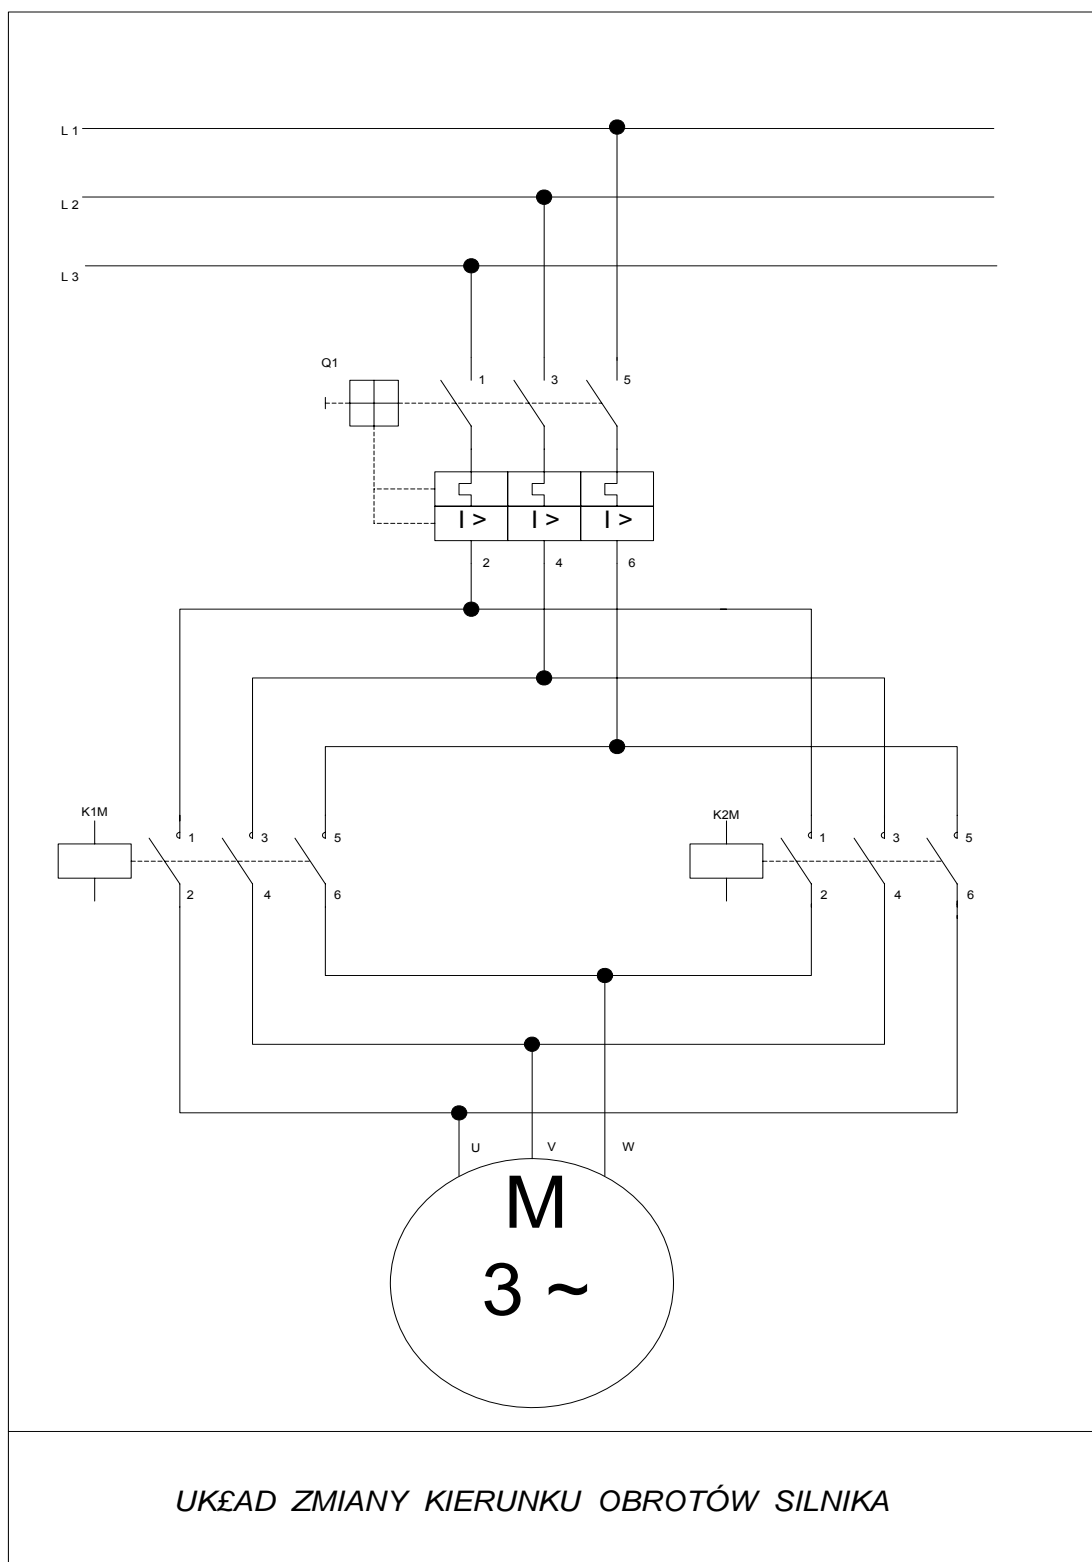 L 1
L 2
L 3
Q1
1 3 5
I > I > I >
2 4 6
K1M
1 3 5
2 4 6
K2M
1 3 5
2 4 6
U V W
M
3 ~
UK£AD ZMIANY KIERUNKU OBROTÓW SILNIKA